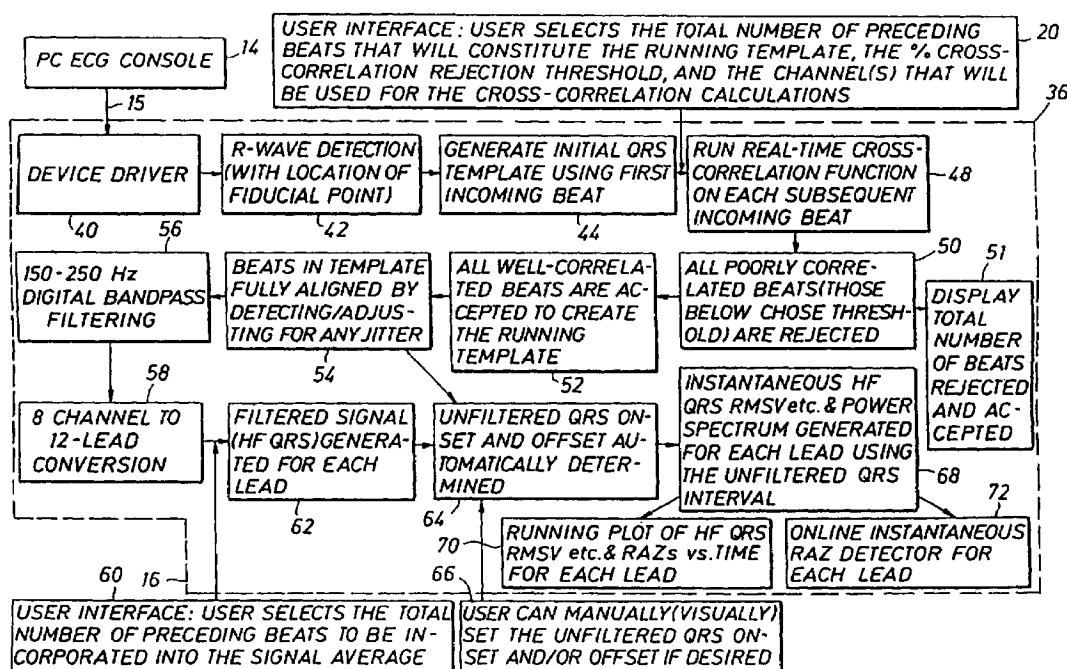 USER INTERFACE: USER SELECTS THE TOTAL NUMBER OF PRECEDING
BEATS THAT WILL CONSTITUTE THE RUNNING TEMPLATE, THE % CROSS-
CORRELATION REJECTION THRESHOLD, AND THE CHANNEL(S) THAT WILL
BE USED FOR THE CROSS-CORRELATION CALCULATIONS
20
PC ECG CONSOLE
14
15
36
DEVICE DRIVER
40
R-WAVE DETECTION
(WITH LOCATION OF
FIDUCIAL POINT)
42
GENERATE INITIAL QRS
TEMPLATE USING FIRST
INCOMING BEAT
44
RUN REAL-TIME CROSS-
CORRELATION FUNCTION
ON EACH SUBSEQUENT
INCOMING BEAT
48
56
150-250 Hz
DIGITAL BANDPASS
FILTERING
BEATS IN TEMPLATE
FULLY ALIGNED BY
DETECTING/ADJUS-
TING FOR ANY JITTER
54
ALL WELL-CORRELA-
TED BEATS ARE AC-
CEPTED TO CREATE
THE RUNNING
TEMPLATE
52
ALL POORLY CORRE-
LATED BEATS(THOSE
BELOW CHOSE THRESH-
OLD) ARE REJECTED
50
51
DISPLAY
TOTAL
NUMBER
OF BEATS
REJECTED
AND AC-
CEPTED
58
8 CHANNEL TO
12-LEAD
CONVERSION
FILTERED SIGNAL
(HF QRS) GENERA-
TED FOR EACH
LEAD
62
UNFILTERED QRS ON-
SET AND OFFSET AU-
TOMATICALLY DETER-
MINED
64
INSTANTANEOUS HF
QRS RMSV etc. & POWER
SPECTRUM GENERATED
FOR EACH LEAD USING
THE UNFILTERED QRS
INTERVAL
68
70
RUNNING PLOT OF HF QRS
RMSV etc. & RAZs vs. TIME
FOR EACH LEAD
72
ONLINE INSTANTANEOUS
RAZ DETECTOR FOR
EACH LEAD
16
60
USER INTERFACE: USER SELECTS THE TOTAL
NUMBER OF PRECEDING BEATS TO BE IN-
CORPORATED INTO THE SIGNAL AVERAGE
66
USER CAN MANUALLY(VISUALLY)
SET THE UNFILTERED QRS ON-
SET AND/OR OFFSET IF DESIRED